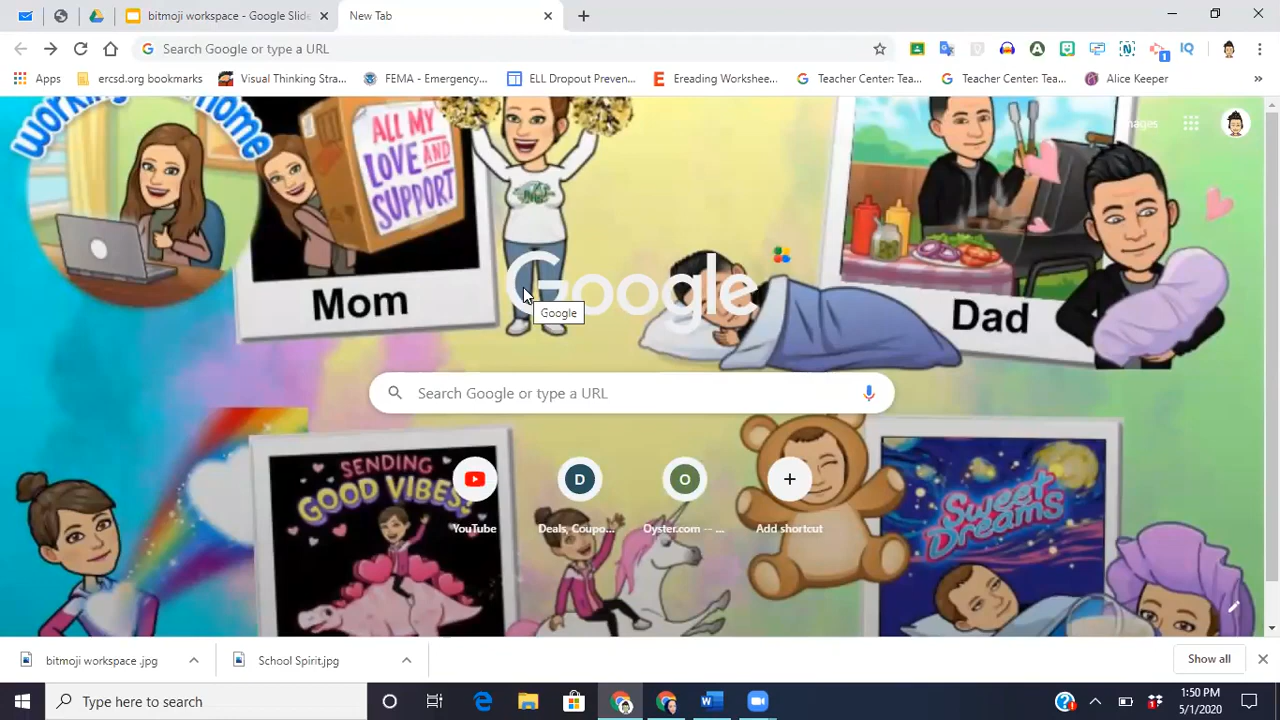 bitmoji workspace - Google Slide
New Tab
Search Google or type a URL
Apps
ercsd.org bookmarks
Visual Thinking Stra...
FEMA - Emergency...
ELL Dropout Preven...
Ereading Workshee...
Teacher Center: Tea...
Teacher Center: Tea...
Alice Keeper
working
home
ALL MY
LOVE AND
SUPPORT
Mom
Dad
Google
Google
Search Google or type a URL
SENDING
GOOD VIBES!
Sweet
Dreams
YouTube
D
Deals, Coupo...
O
Oyster.com -- ...
Add shortcut
bitmoji workspace .jpg
School Spirit.jpg
Show all
Type here to search
1:50 PM
5/1/2020